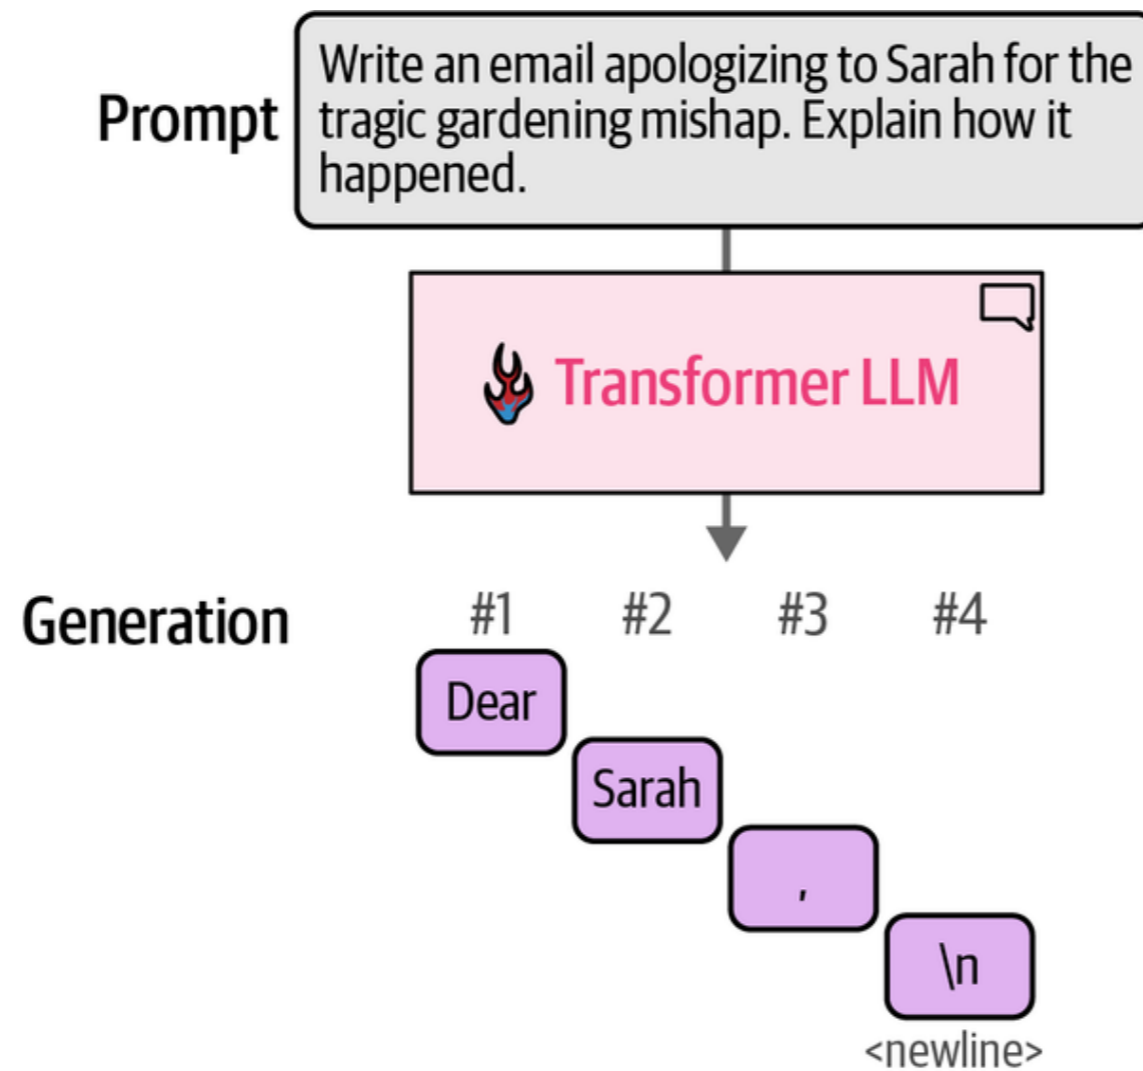 Prompt
Write an email apologizing to Sarah for the
tragic gardening mishap. Explain how it
happened.
Transformer LLM
Generation
#1 #2 #3 #4
Dear
Sarah
,
\n
<newline>